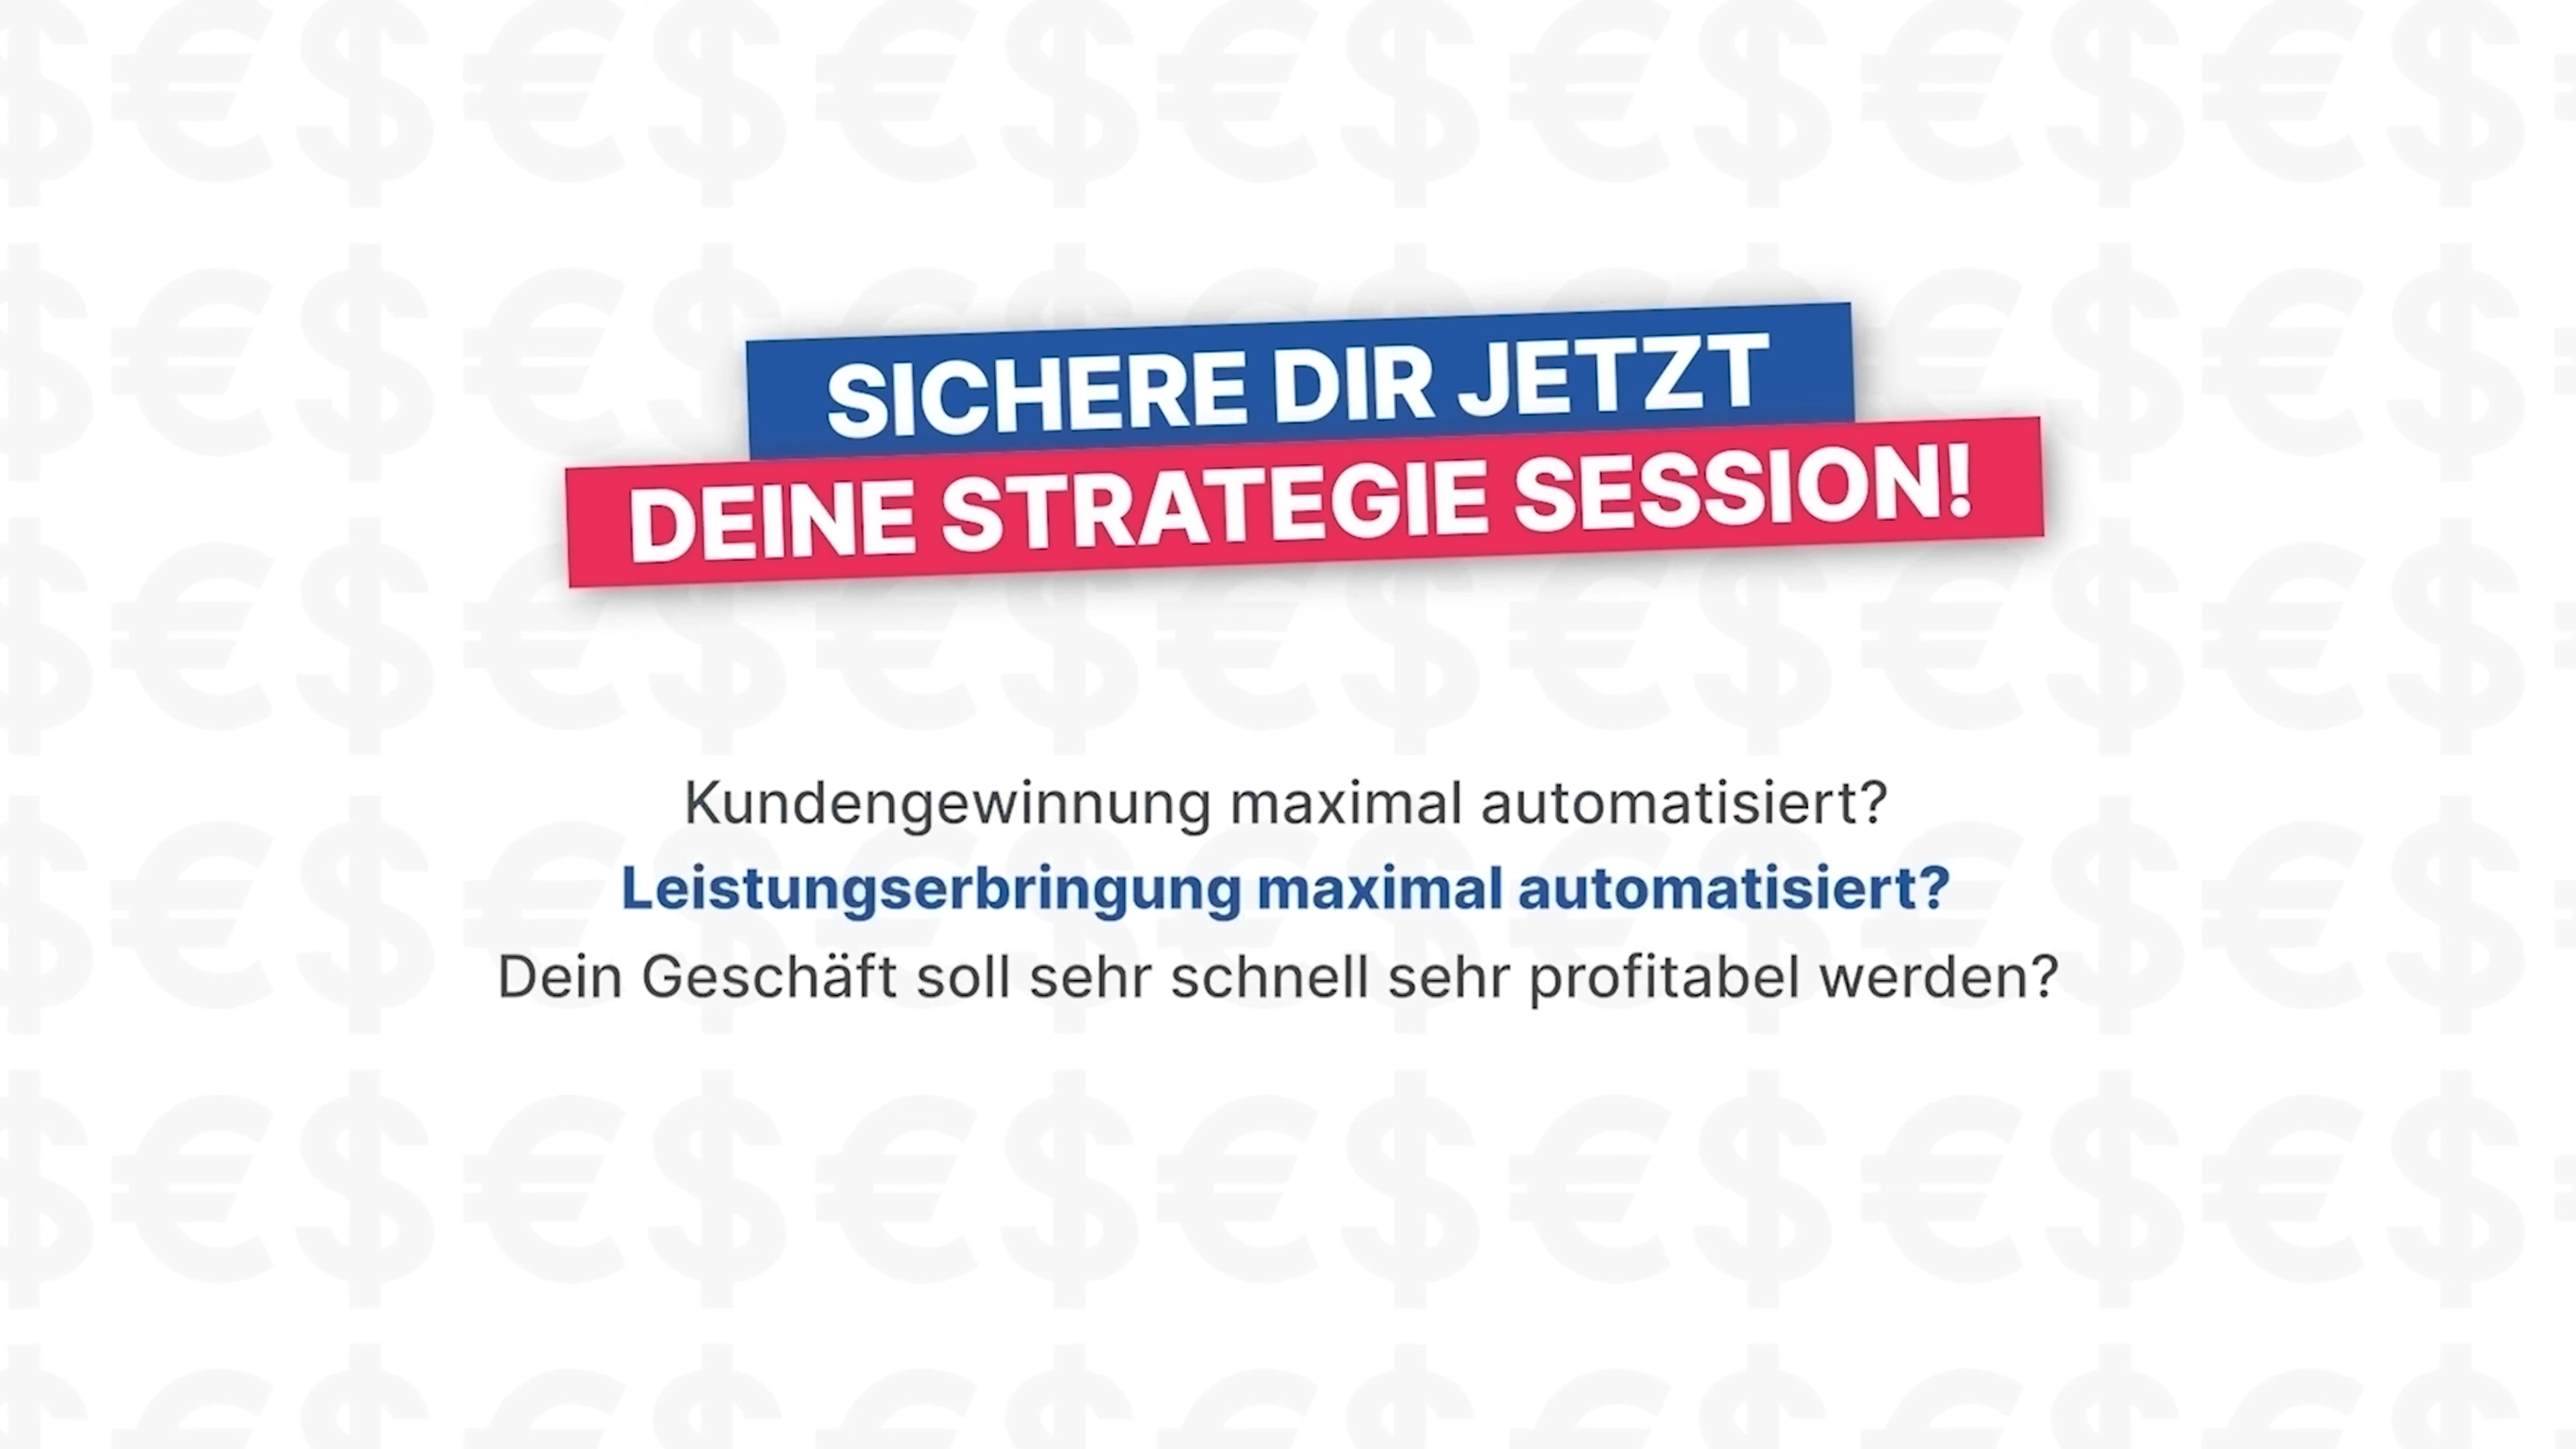 SICHERE DIR JETZT
DEINE STRATEGIE SESSION!
Kundengewinnung maximal automatisiert?
Leistungserbringung maximal automatisiert?
Dein Geschäft soll sehr schnell sehr profitabel werden?